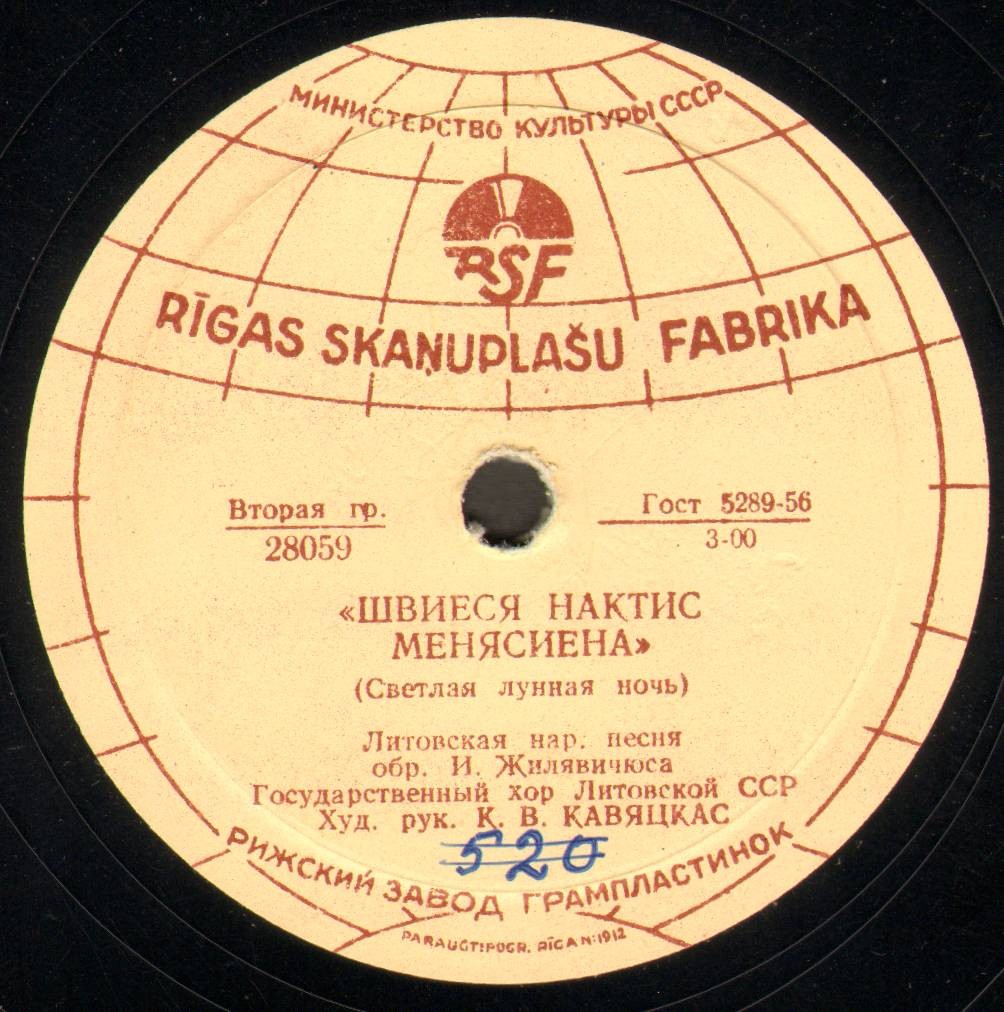 МИНИСТЕРСТВО КУЛЬТУРЫ СССР
RSF
RĪGAS SKAŅUPLAŠU FABRIKA
Вторая гр.
28059
Гост 5289-56
3-00
«ШВИЕСЯ НАКТИС
МЕНЯСИЕНА»
(Светлая лунная ночь)
Литовская нар. песня
обр. И. Жилявичюса
Государственный хор Литовской ССР
Худ. рук. К. В. КАВЯЦКАС
520
РИЖСКИЙ ЗАВОД ГРАМПЛАСТИНОК
PARAUGTIPOGR. RĪGA N:1912